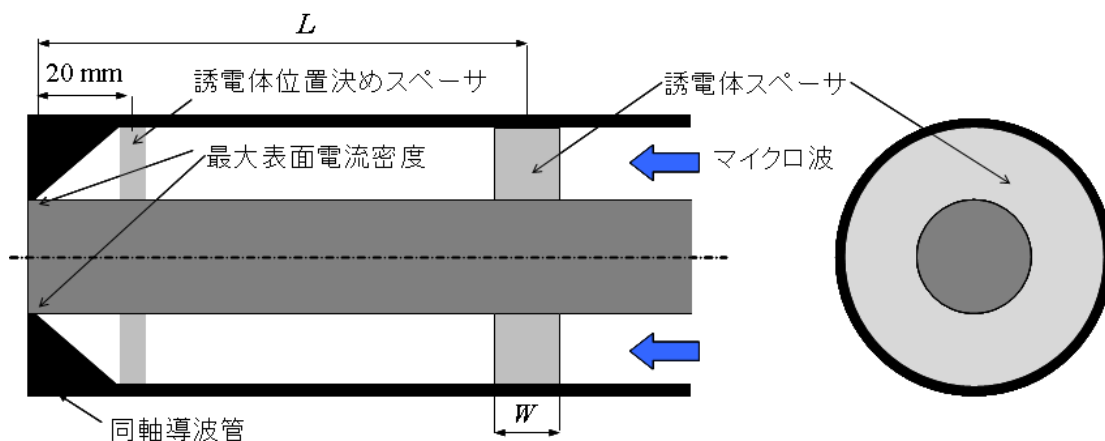 L
20 mm
誘電体位置決めスペーサ
誘電体スペーサ
最大表面電流密度
マイクロ波
同軸導波管
W